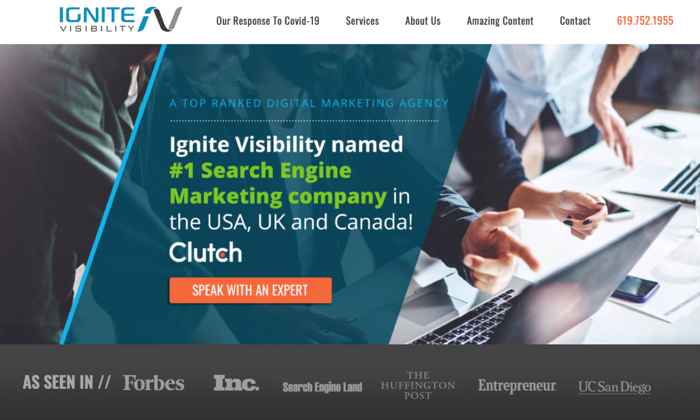 IGNITE
VISIBILITY
Our Response To Covid-19 Services About Us Amazing Content Contact 619.752.1955
A TOP RANKED DIGITAL MARKETING AGENCY
Ignite Visibility named
#1 Search Engine
Marketing company in
the USA, UK and Canada!
Clutch
SPEAK WITH AN EXPERT
AS SEEN IN // Forbes Inc. Search Engine Land THE HUFFINGTON POST Entrepreneur UC San Diego